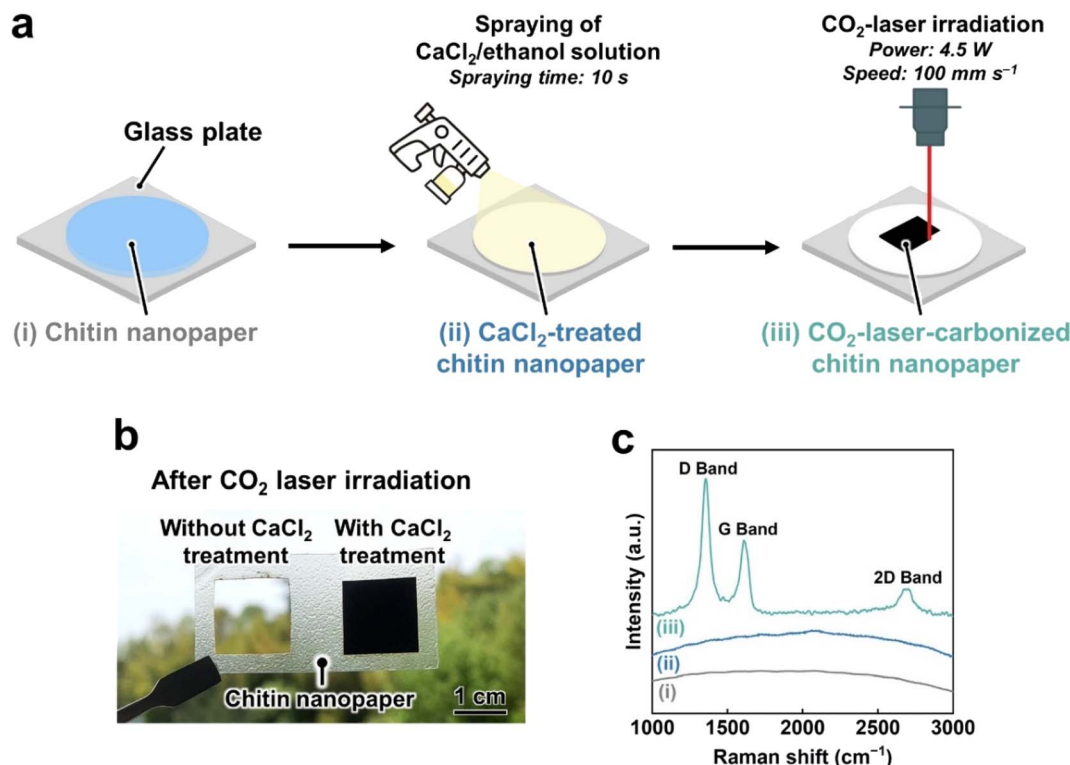 a
Spraying of
CaCl₂/ethanol solution
Spraying time: 10 s
CO₂-laser irradiation
Power: 4.5 W
Speed: 100 mm s⁻¹
Glass plate
(i) Chitin nanopaper
(ii) CaCl₂-treated
chitin nanopaper
(iii) CO₂-laser-carbonized
chitin nanopaper
b
After CO₂ laser irradiation
Without CaCl₂
treatment
With CaCl₂
treatment
Chitin nanopaper
1 cm
c
D Band
G Band
2D Band
(iii)
(ii)
(i)
Intensity (a.u.)
1000 1500 2000 2500 3000
Raman shift (cm⁻¹)